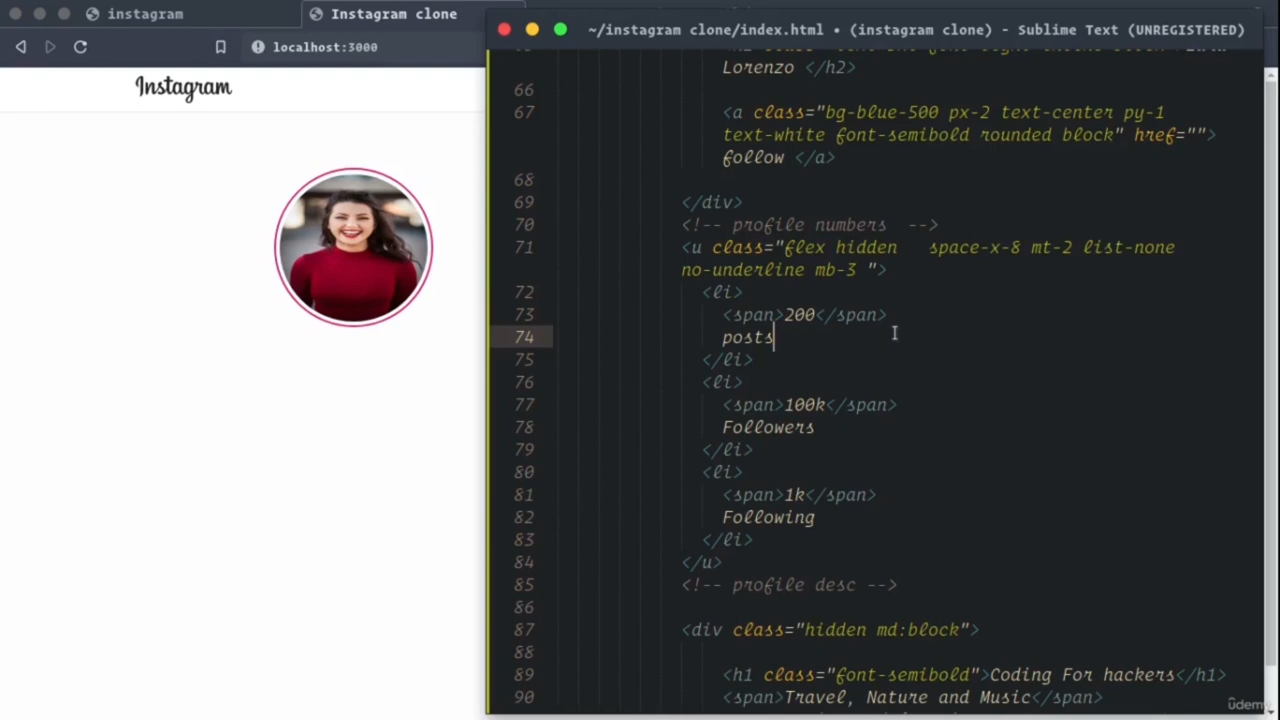 instagram
Instagram clone
localhost:3000
Instagram
~/instagram clone/index.html • (instagram clone) - Sublime Text (UNREGISTERED)
Lorenzo </h2>
66
67 <a class="bg-blue-500 px-2 text-center py-1
text-white font-semibold rounded block" href="">
follow </a>
68
69 </div>
70 <!-- profile numbers  -->
71 <u class="flex hidden   space-x-8 mt-2 list-none
no-underline mb-3 ">
72 <li>
73 <span>200</span>
74 posts
75 </li>
76 <li>
77 <span>100k</span>
78 Followers
79 </li>
80 <li>
81 <span>1k</span>
82 Following
83 </li>
84 </u>
85 <!-- profile desc -->
86
87 <div class="hidden md:block">
88
89 <h1 class="font-semibold">Coding For hackers</h1>
90 <span>Travel, Nature and Music</span>
ûdemy